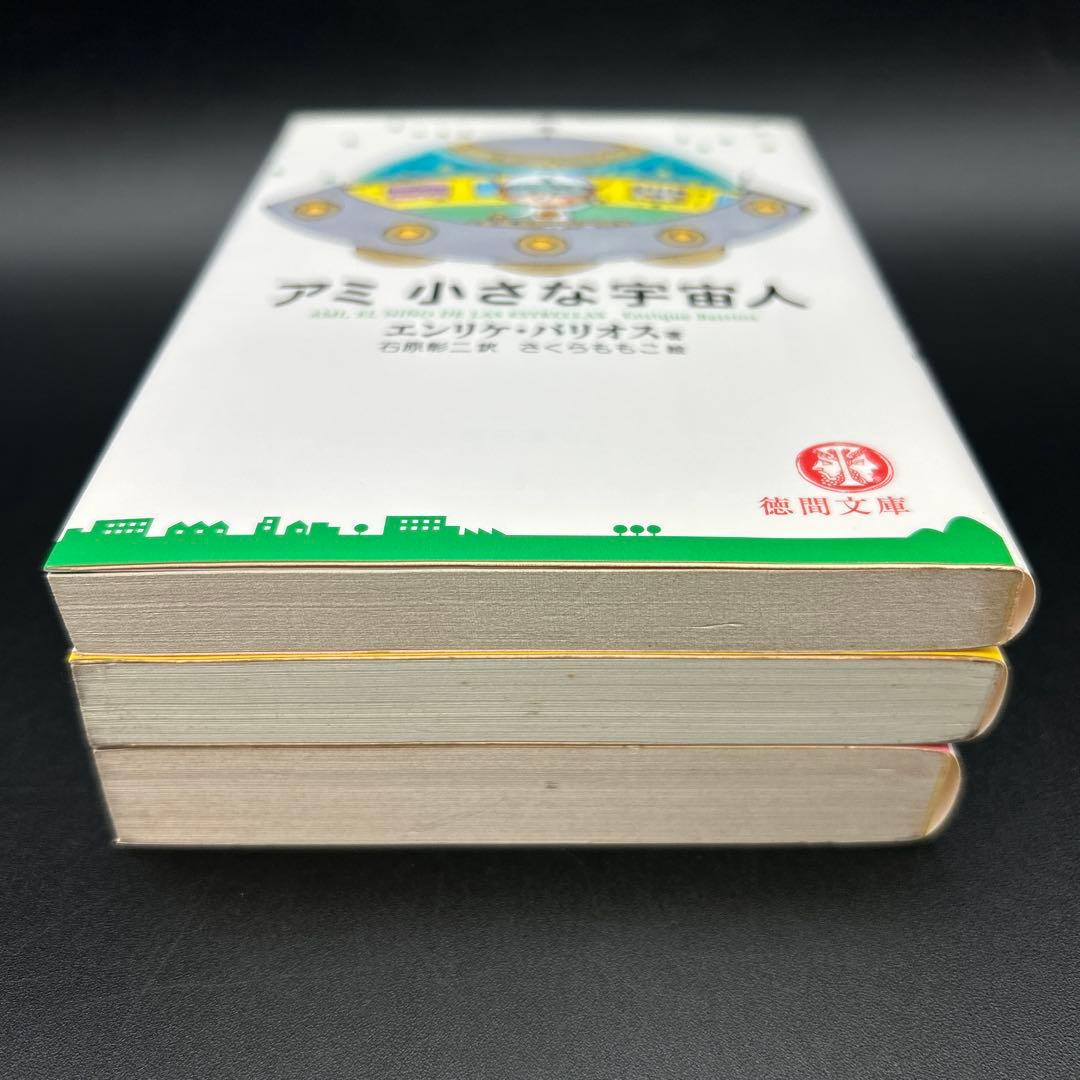 アミ 小さな宇宙人
AMI, EL NIÑO DE LAS ESTRELLAS Enrique Barrios
エンリケ・バリオス 著
石原彰二 訳 さくらももこ 絵
徳間文庫